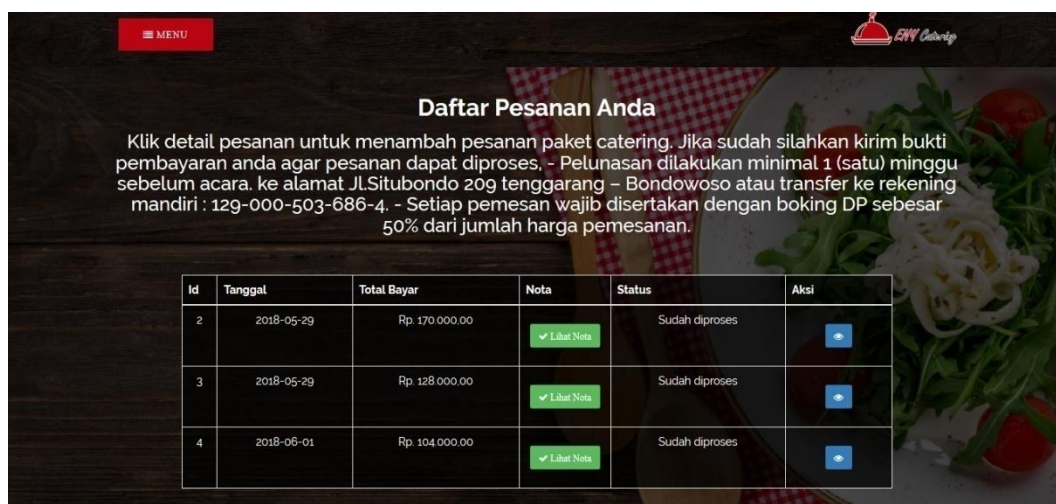 MENU
ENY Catering
Daftar Pesanan Anda
Klik detail pesanan untuk menambah pesanan paket catering. Jika sudah silahkan kirim bukti
pembayaran anda agar pesanan dapat diproses, - Pelunasan dilakukan minimal 1 (satu) minggu
sebelum acara. ke alamat Jl.Situbondo 209 tenggarang – Bondowoso atau transfer ke rekening
mandiri : 129-000-503-686-4. - Setiap pemesan wajib disertakan dengan boking DP sebesar
50% dari jumlah harga pemesanan.
Id Tanggal Total Bayar Nota Status Aksi
2 2018-05-29 Rp. 170.000,00 Lihat Nota Sudah diproses
3 2018-05-29 Rp. 128.000,00 Lihat Nota Sudah diproses
4 2018-06-01 Rp. 104.000,00 Lihat Nota Sudah diproses